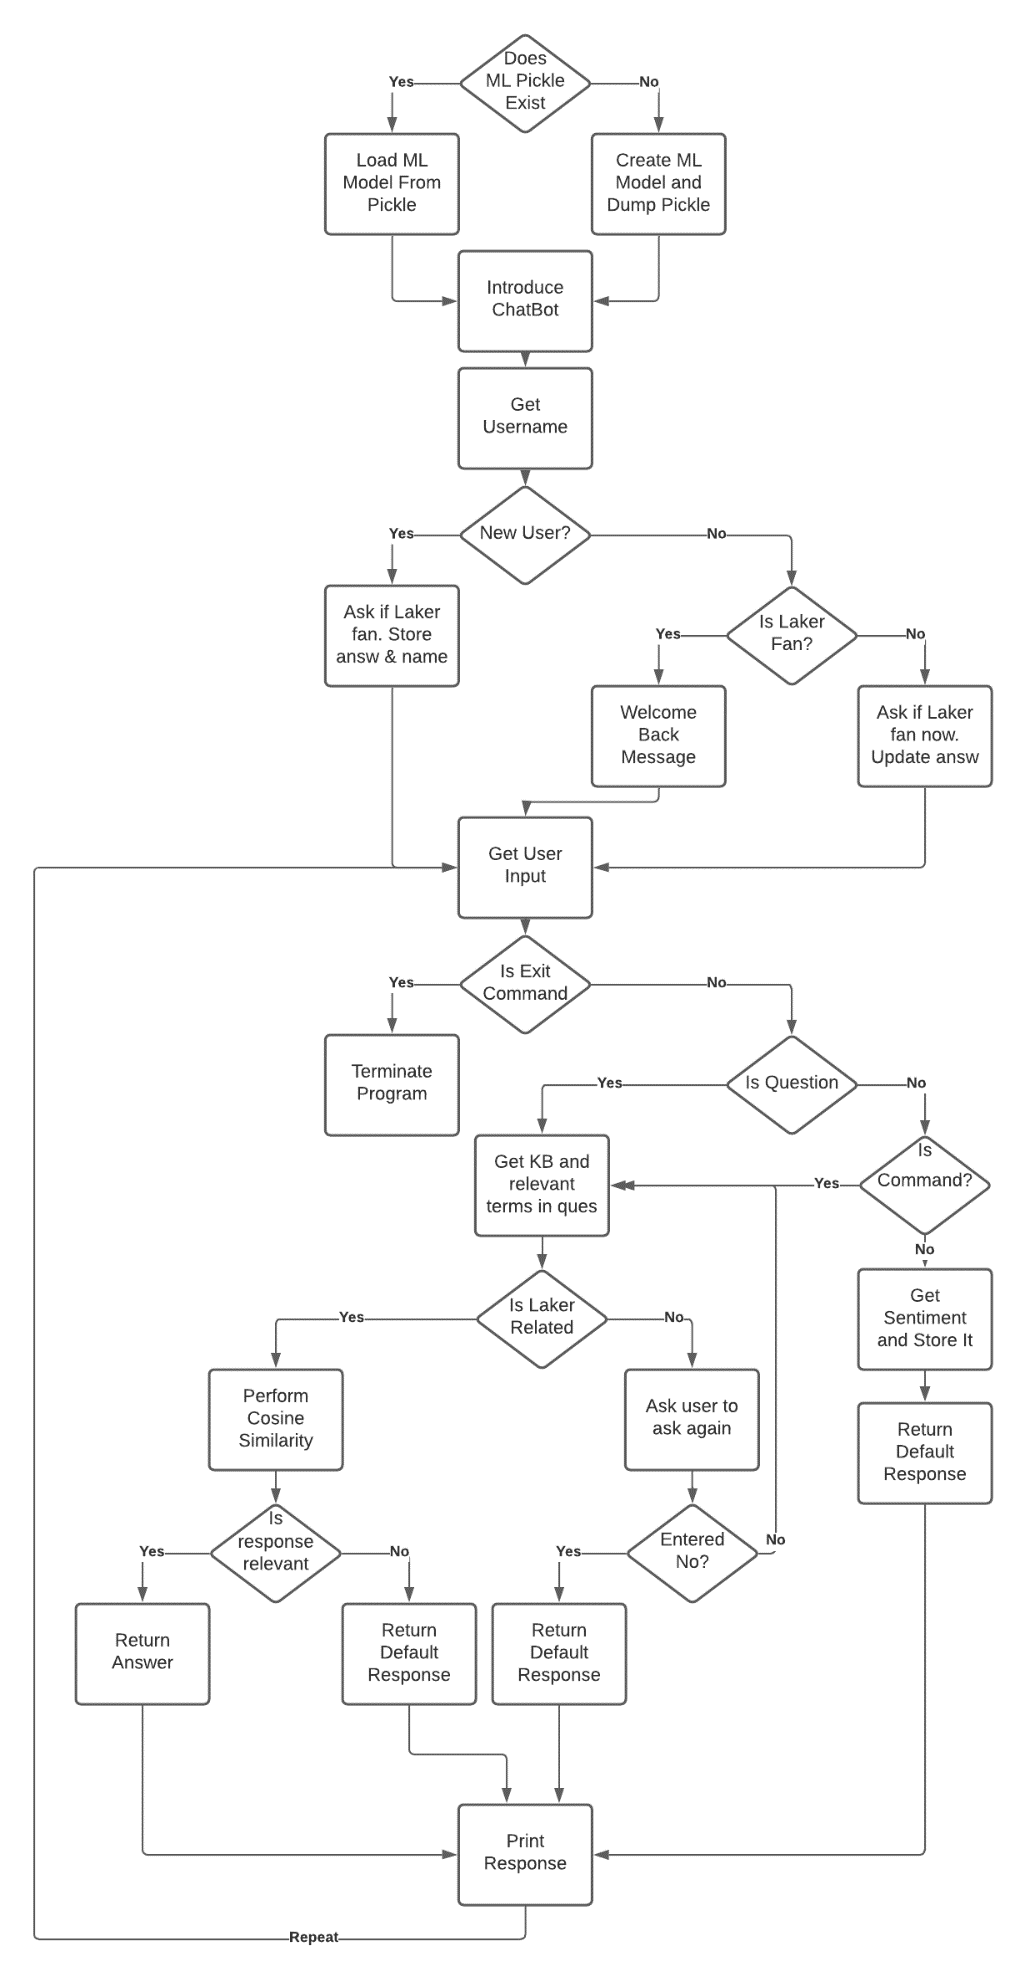 Does
ML Pickle
Exist
Yes
No
Load ML
Model From
Pickle
Create ML
Model and
Dump Pickle
Introduce
ChatBot
Get
Username
New User?
Yes
No
Ask if Laker
fan. Store
answ & name
Is Laker
Fan?
Yes
No
Welcome
Back
Message
Ask if Laker
fan now.
Update answ
Get User
Input
Is Exit
Command
Yes
No
Terminate
Program
Is Question
Yes
No
Get KB and
relevant
terms in ques
Is
Command?
Yes
No
Get
Sentiment
and Store It
Is Laker
Related
Yes
No
Perform
Cosine
Similarity
Ask user to
ask again
Return
Default
Response
Is
response
relevant
Yes
No
Entered
No?
Yes
No
Return
Answer
Return
Default
Response
Return
Default
Response
Print
Response
Repeat